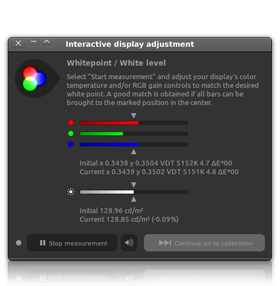 Interactive display adjustment
Whitepoint / White level
Select "Start measurement" and adjust your display's color
temperature and/or RGB gain controls to match the desired
white point. A good match is obtained if all bars can be
brought to the marked position in the center.
Initial x 0.3438 y 0.3504 VDT 5152K 4.7 ΔE*00
Current x 0.3439 y 0.3502 VDT 5151K 4.8 ΔE*00
Initial 128.96 cd/m²
Current 128.85 cd/m² (-0.09%)
Stop measurement
Continue on to calibration